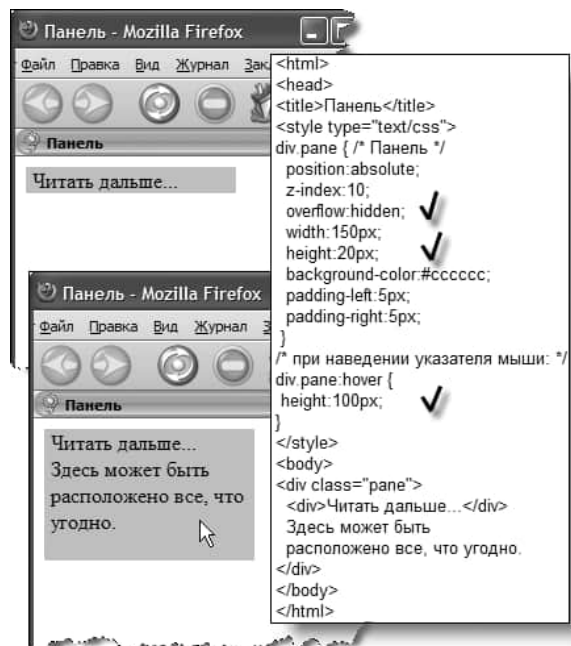 Панель - Mozilla Firefox
Файл Правка Вид Журнал Зак
Панель
Читать дальше...
Панель - Mozilla Firefox
Файл Правка Вид Журнал З
Панель
Читать дальше...
Здесь может быть
расположено все, что
угодно.
<html>
<head>
<title>Панель</title>
<style type="text/css">
div.pane { /* Панель */
position:absolute;
z-index:10;
overflow:hidden;
width:150px;
height:20px;
background-color:#cccccc;
padding-left:5px;
padding-right:5px;
}
/* при наведении указателя мыши: */
div.pane:hover {
height:100px;
}
</style>
<body>
<div class="pane">
<div>Читать дальше...</div>
Здесь может быть
расположено все, что угодно.
</div>
</body>
</html>